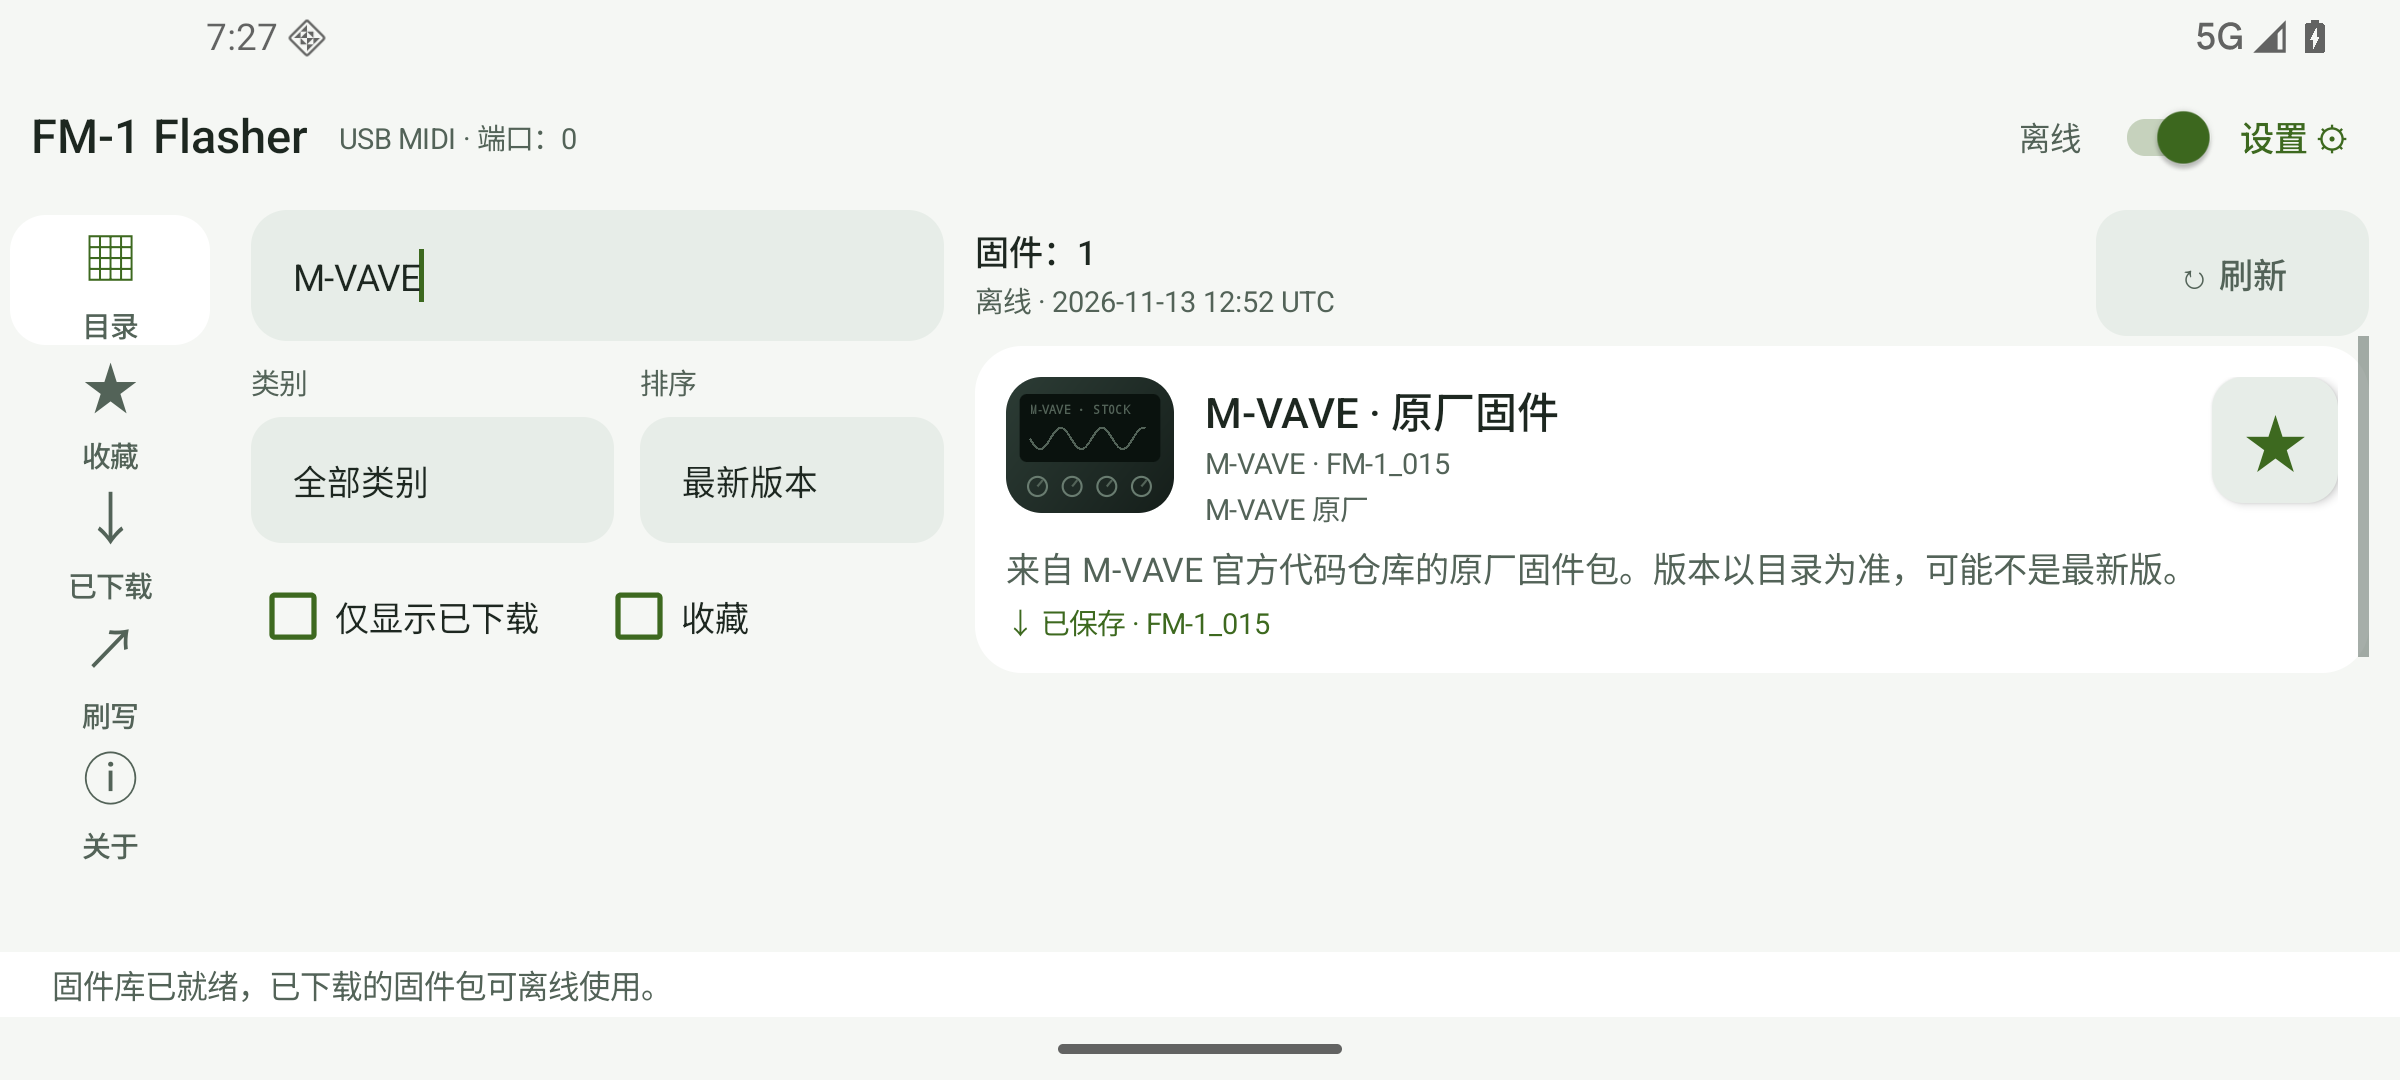 7:27
5G
FM-1 Flasher
USB MIDI · 端口：0
离线
设置
目录
收藏
已下载
刷写
关于
M-VAVE
类别
排序
全部类别
最新版本
仅显示已下载
收藏
固件：1
离线 · 2026-11-13 12:52 UTC
刷新
M-VAVE · STOCK
M-VAVE · 原厂固件
M-VAVE · FM-1_015
M-VAVE 原厂
来自 M-VAVE 官方代码仓库的原厂固件包。版本以目录为准，可能不是最新版。
↓ 已保存 · FM-1_015
固件库已就绪，已下载的固件包可离线使用。